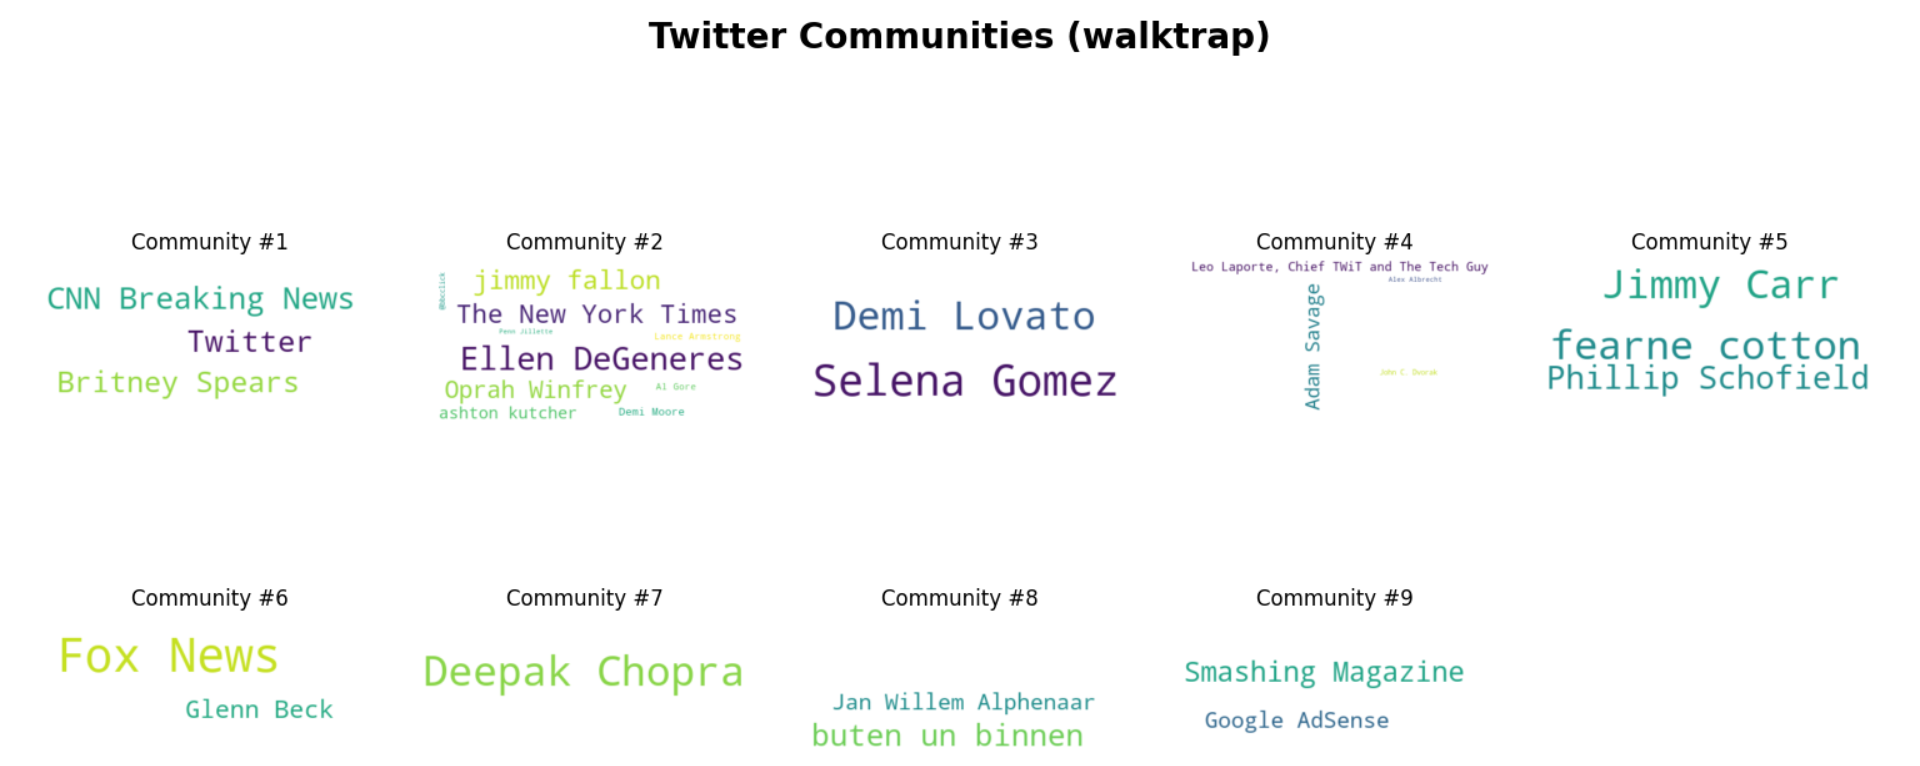 Twitter Communities (walktrap)
Community #1
CNN Breaking News
Twitter
Britney Spears
Community #2
jimmy fallon
The New York Times
Penn Jillette
Lance Armstrong
Ellen DeGeneres
Oprah Winfrey
Al Gore
ashton kutcher
Demi Moore
Community #3
Demi Lovato
Selena Gomez
Community #4
Leo Laporte, Chief TWiT and The Tech Guy
Alex Albrecht
Adam Savage
John C. Dvorak
Community #5
Jimmy Carr
fearne cotton
Phillip Schofield
Community #6
Fox News
Glenn Beck
Community #7
Deepak Chopra
Community #8
Jan Willem Alphenaar
buten un binnen
Community #9
Smashing Magazine
Google AdSense